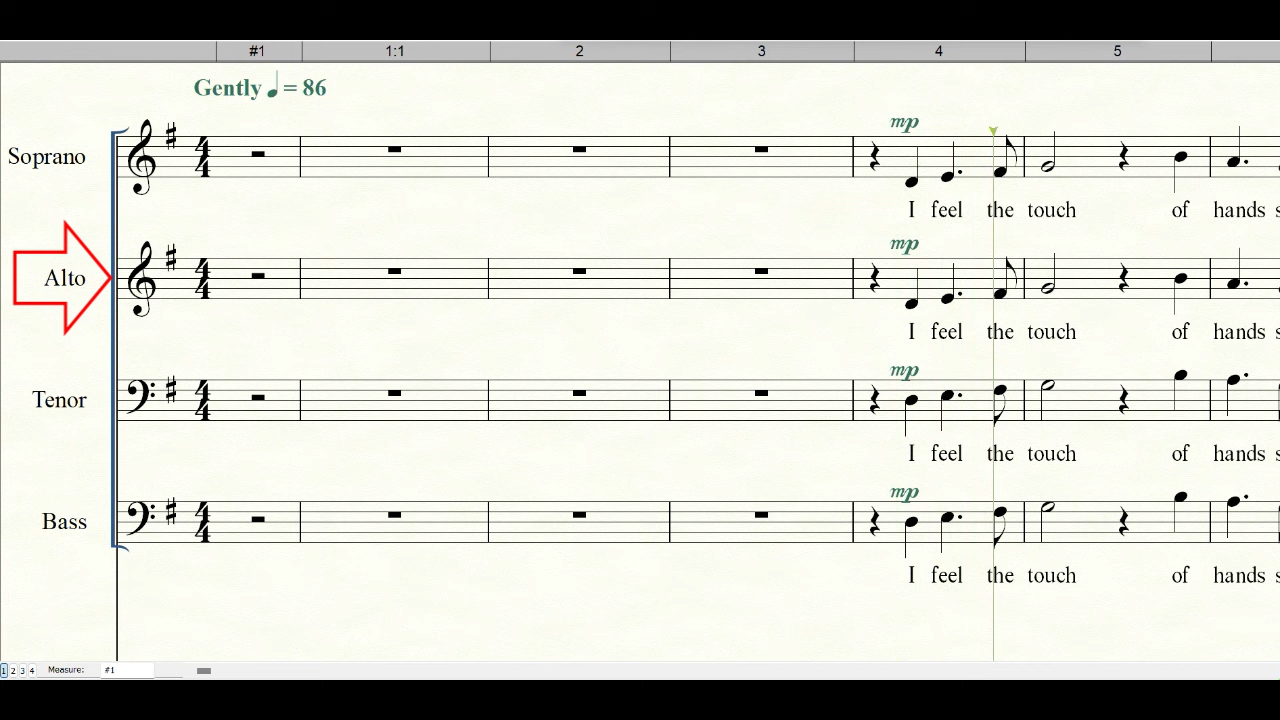 #1 1:1 2 3 4 5
Gently ♩ = 86
mp
Soprano
I feel the touch of hands s
mp
Alto
I feel the touch of hands s
mp
Tenor
I feel the touch of hands s
mp
Bass
I feel the touch of hands s
1 2 3 4 Measure: #1